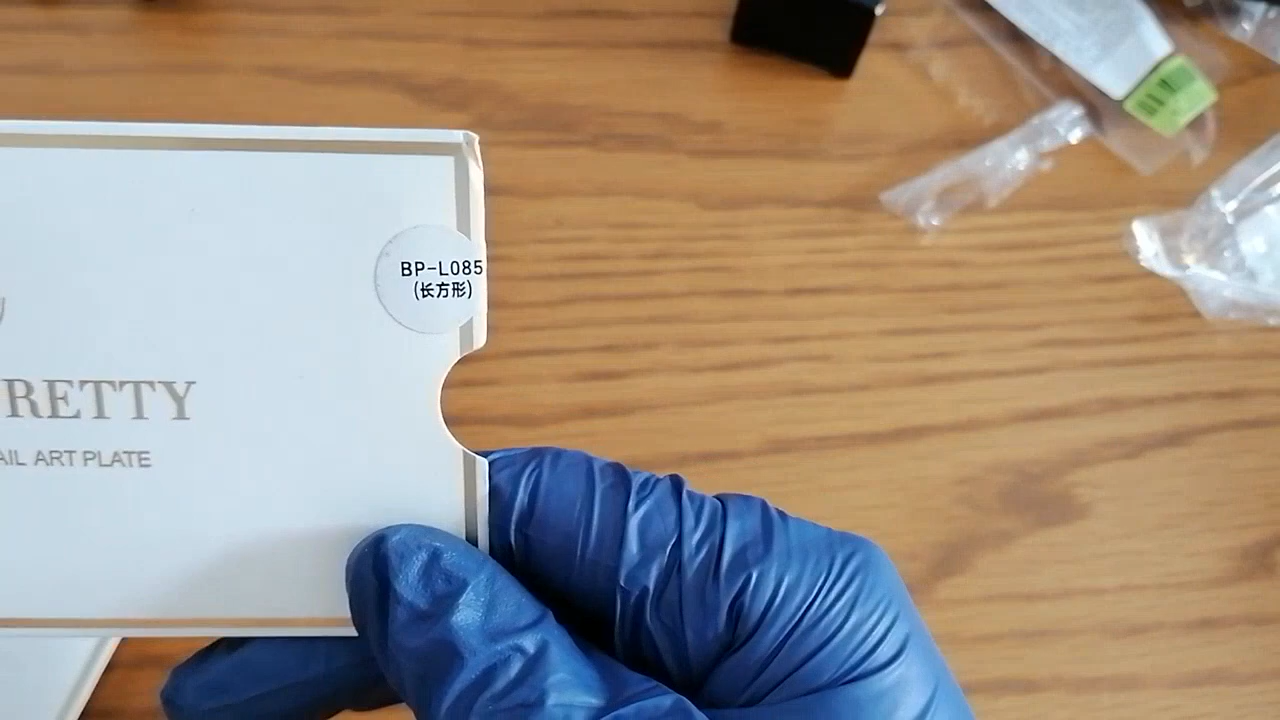 BP-L085
(长方形)
RETTY
AIL ART PLATE